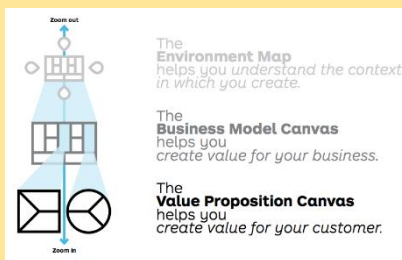 Zoom out
The
Environment Map
helps you understand the context
in which you create.
The
Business Model Canvas
helps you
create value for your business.
The
Value Proposition Canvas
helps you
create value for your customer.
Zoom in